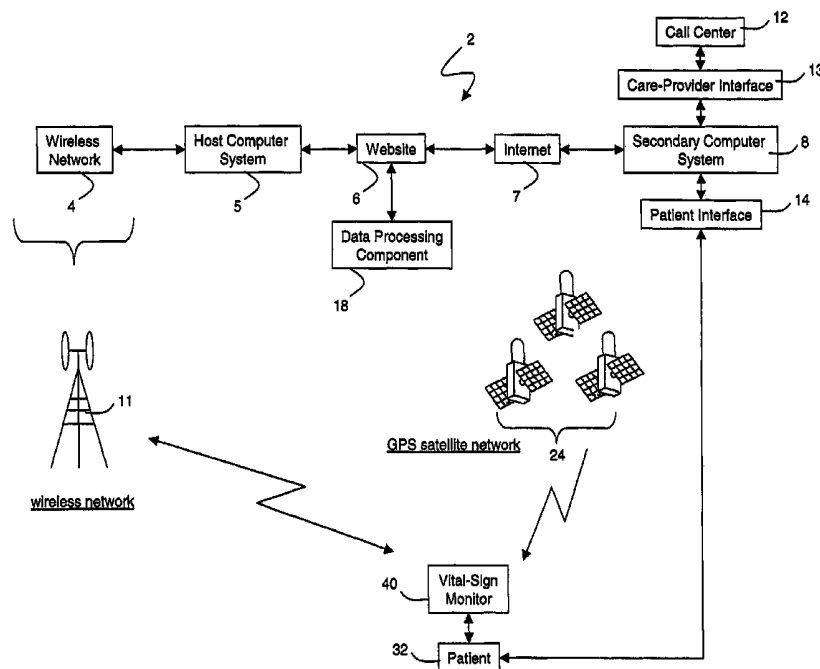 2
Call Center
12
Care-Provider Interface
13
Wireless
Network
4
Host Computer
System
5
Website
6
Internet
7
Secondary Computer
System
8
Patient Interface
14
Data Processing
Component
18
11
wireless network
GPS satellite network
24
Vital-Sign
Monitor
40
Patient
32